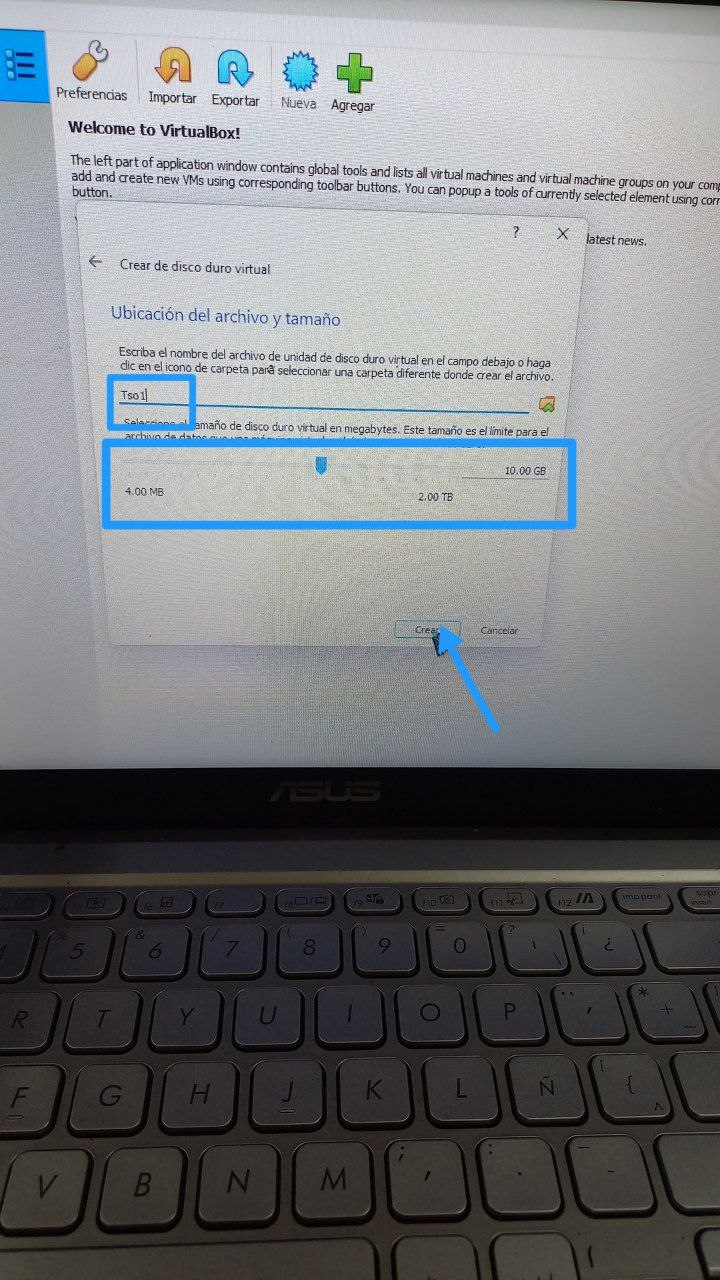 Preferencias
Importar
Exportar
Nueva
Agregar
Welcome to VirtualBox!
The left part of application window contains global tools and lists all virtual machines and virtual machine groups on your comp
add and create new VMs using corresponding toolbar buttons. You can popup a tools of currently selected element using corr
button.
latest news.
?
Crear de disco duro virtual
Ubicación del archivo y tamaño
Escriba el nombre del archivo de unidad de disco duro virtual en el campo debajo o haga
clic en el icono de carpeta para seleccionar una carpeta diferente donde crear el archivo.
Tso1
Seleccione el tamaño de disco duro virtual en megabytes. Este tamaño es el límite para el
archivo de datos que una
10.00 GB
4.00 MB
2.00 TB
Crear
Cancelar
ASUS
f6 f7 f8 f9 f10 f11 f12 imp pant supr
insert
% & / ( ) = ? ¡
5 6 7 8 9 0 ' \ ¿
R T Y U I O P ¨ ´ * + ~
F G H J K L Ñ [ { ^
V B N M ; , : . _ -